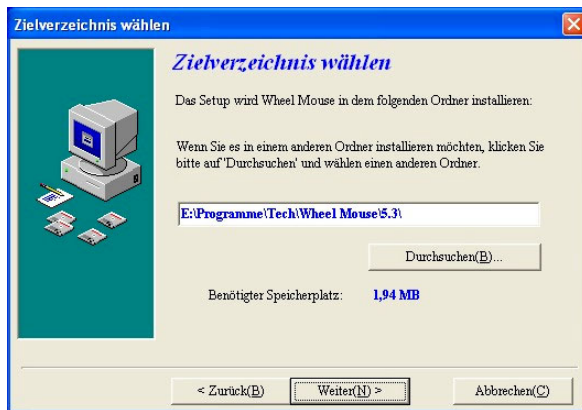 Zielverzeichnis wählen
Zielverzeichnis wählen
Das Setup wird Wheel Mouse in dem folgenden Ordner installieren:
Wenn Sie es in einem anderen Ordner installieren möchten, klicken Sie
bitte auf 'Durchsuchen' und wählen einen anderen Ordner.
E:\Programme\Tech\Wheel Mouse\5.3\
Durchsuchen(B)...
Benötigter Speicherplatz: 1,94 MB
< Zurück(B) Weiter(N) > Abbrechen(C)